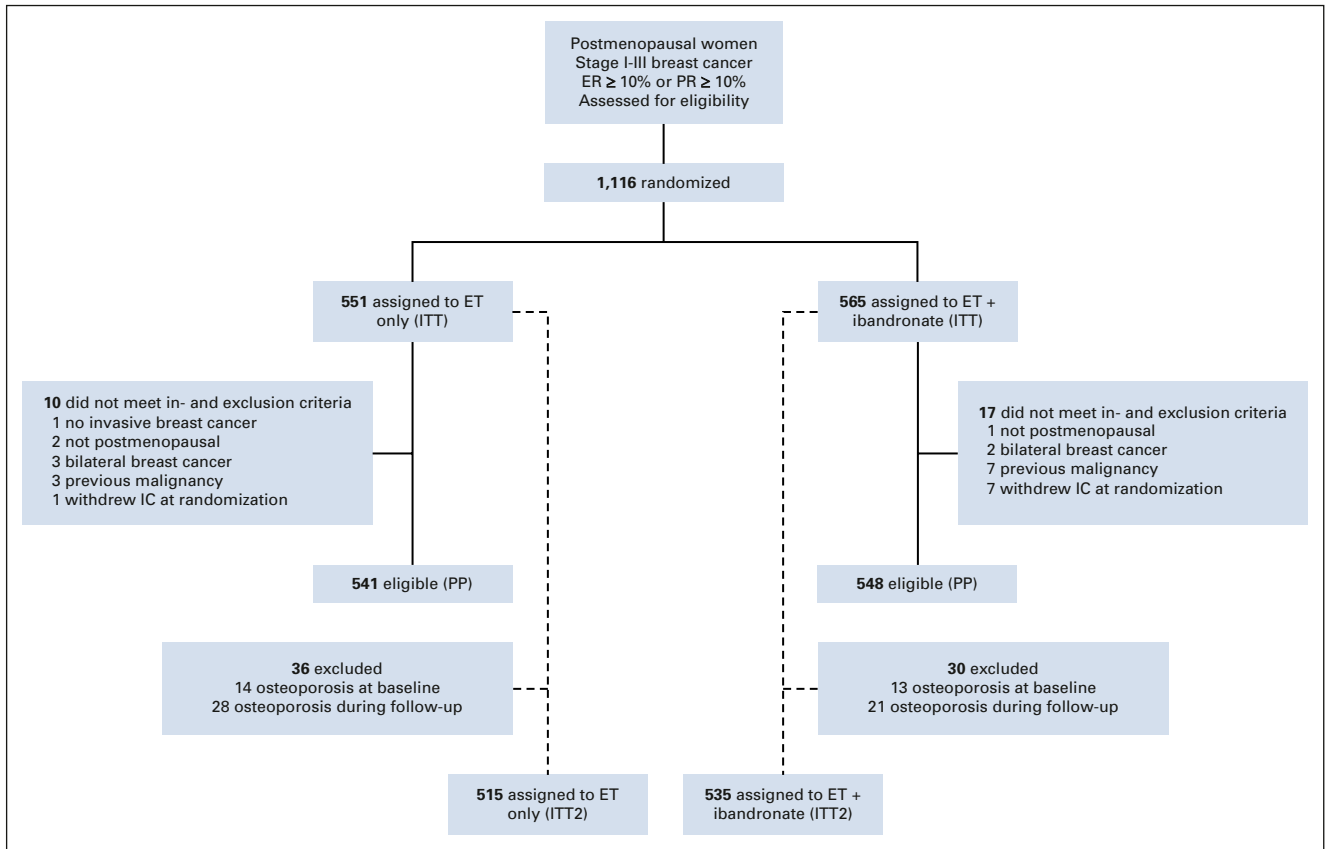 Postmenopausal women
Stage I-III breast cancer
ER ≥ 10% or PR ≥ 10%
Assessed for eligibility
1,116 randomized
551 assigned to ET
only (ITT)
565 assigned to ET +
ibandronate (ITT)
10 did not meet in- and exclusion criteria
1 no invasive breast cancer
2 not postmenopausal
3 bilateral breast cancer
3 previous malignancy
1 withdrew IC at randomization
17 did not meet in- and exclusion criteria
1 not postmenopausal
2 bilateral breast cancer
7 previous malignancy
7 withdrew IC at randomization
541 eligible (PP)
548 eligible (PP)
36 excluded
14 osteoporosis at baseline
28 osteoporosis during follow-up
30 excluded
13 osteoporosis at baseline
21 osteoporosis during follow-up
515 assigned to ET
only (ITT2)
535 assigned to ET +
ibandronate (ITT2)